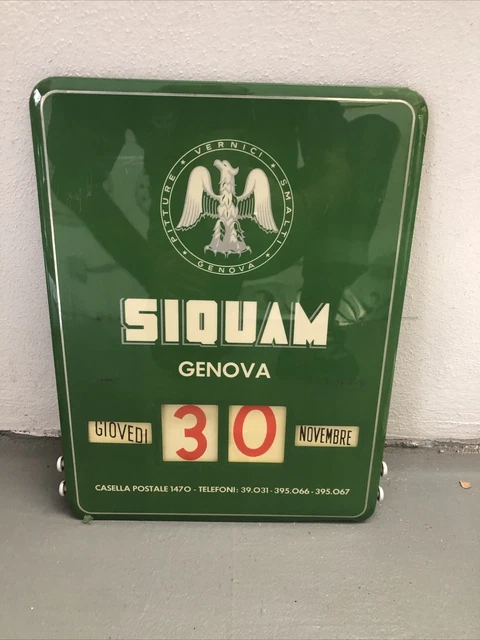 PITTURE * VERNICI * SMALTI *
GENOVA
SIQUAM
GENOVA
GIOVEDI 30 NOVEMBRE
CASELLA POSTALE 1470 - TELEFONI: 39.031 - 395.066 - 395.067